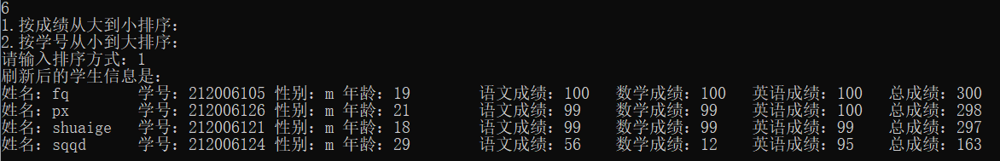 6
1.按成绩从大到小排序：
2.按学号从小到大排序：
请输入排序方式：1
刷新后的学生信息是：
姓名：fq 学号：212006105 性别：m 年龄：19 语文成绩：100 数学成绩：100 英语成绩：100 总成绩：300
姓名：px 学号：212006126 性别：m 年龄：21 语文成绩：99 数学成绩：99 英语成绩：100 总成绩：298
姓名：shuaige 学号：212006121 性别：m 年龄：18 语文成绩：99 数学成绩：99 英语成绩：99 总成绩：297
姓名：sqqd 学号：212006124 性别：m 年龄：29 语文成绩：56 数学成绩：12 英语成绩：95 总成绩：163